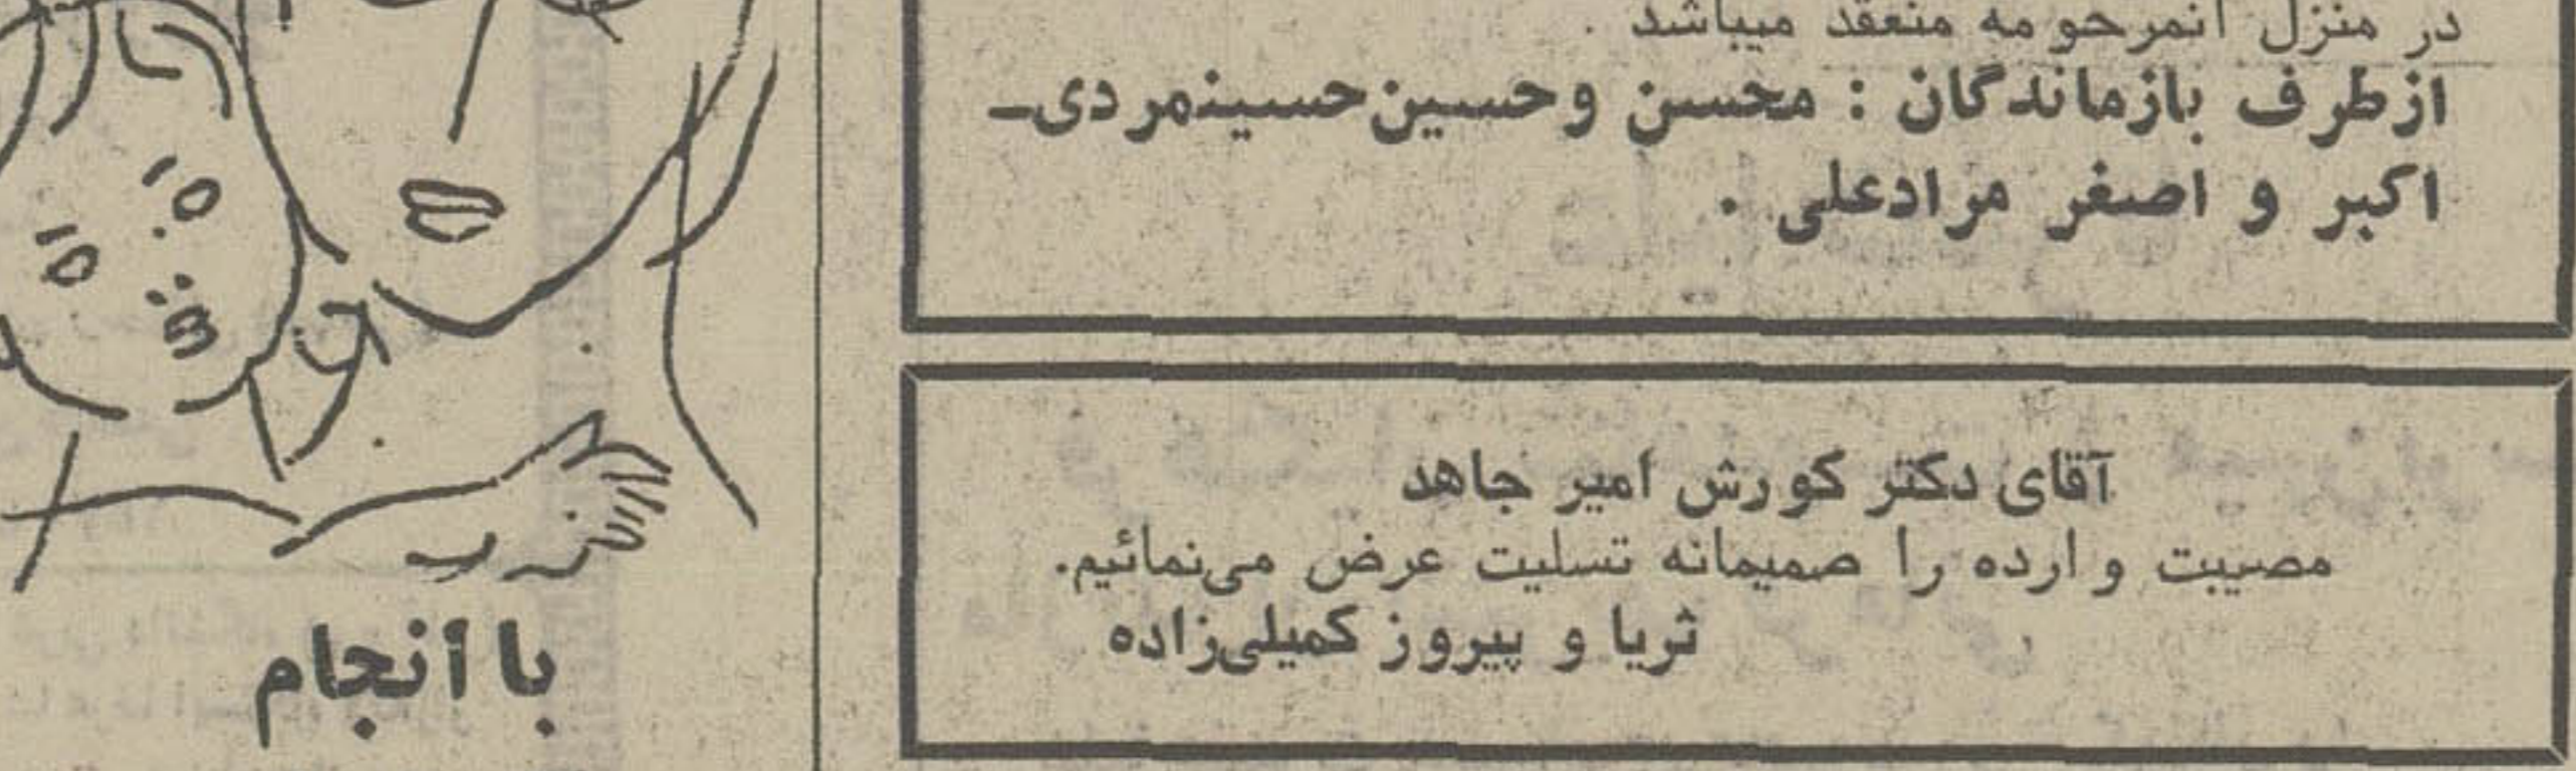 در منزل آنمرحومه منعقد میباشد .
ازطرف بازماندگان : محسن وحسین‌حسینمردی ـ
اکبر و اصغر مرادعلی .
آقای دکتر کورش امیر جاهد
مصیبت وارده را صمیمانه تسلیت عرض می‌نمائیم.
ثریا و پیروز کمیلی‌زاده
با انجام